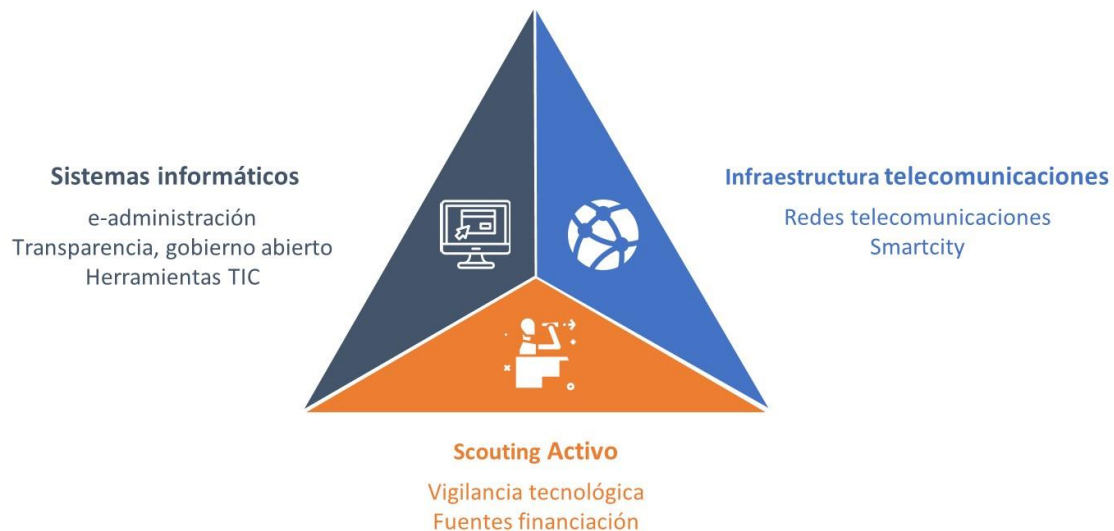 Sistemas informáticos
e-administración
Transparencia, gobierno abierto
Herramientas TIC
Infraestructura telecomunicaciones
Redes telecomunicaciones
Smartcity
Scouting Activo
Vigilancia tecnológica
Fuentes financiación